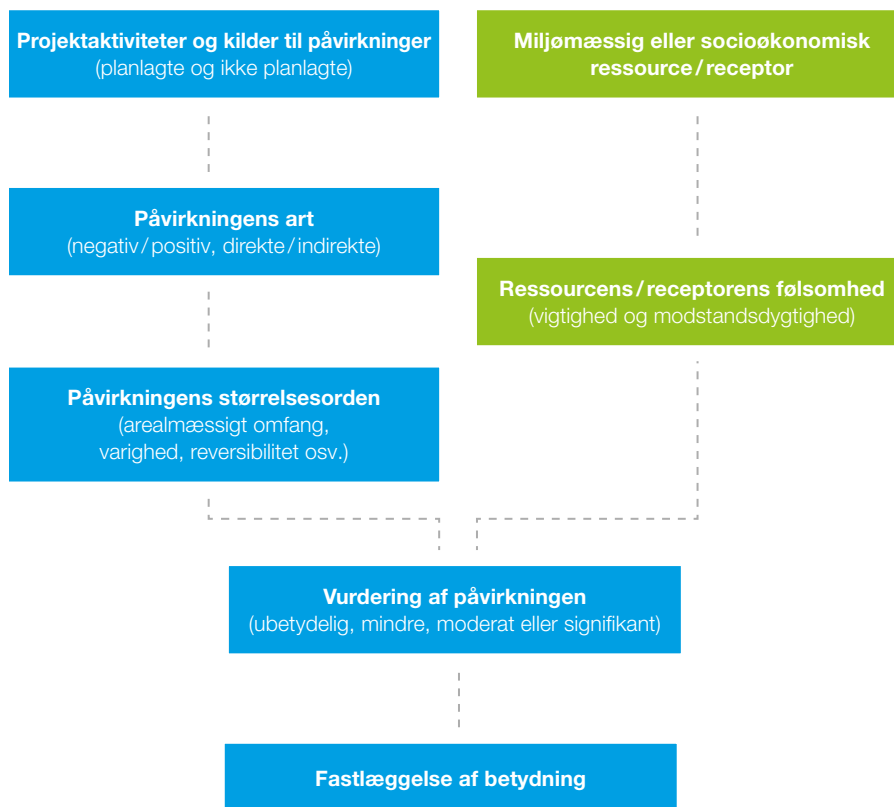 Projektaktiviteter og kilder til påvirkninger
(planlagte og ikke planlagte)
Miljømæssig eller socioøkonomisk
ressource/receptor
Påvirkningens art
(negativ/positiv, direkte/indirekte)
Ressourcens/receptorens følsomhed
(vigtighed og modstandsdygtighed)
Påvirkningens størrelsesorden
(arealmæssigt omfang,
varighed, reversibilitet osv.)
Vurdering af påvirkningen
(ubetydelig, mindre, moderat eller signifikant)
Fastlæggelse af betydning